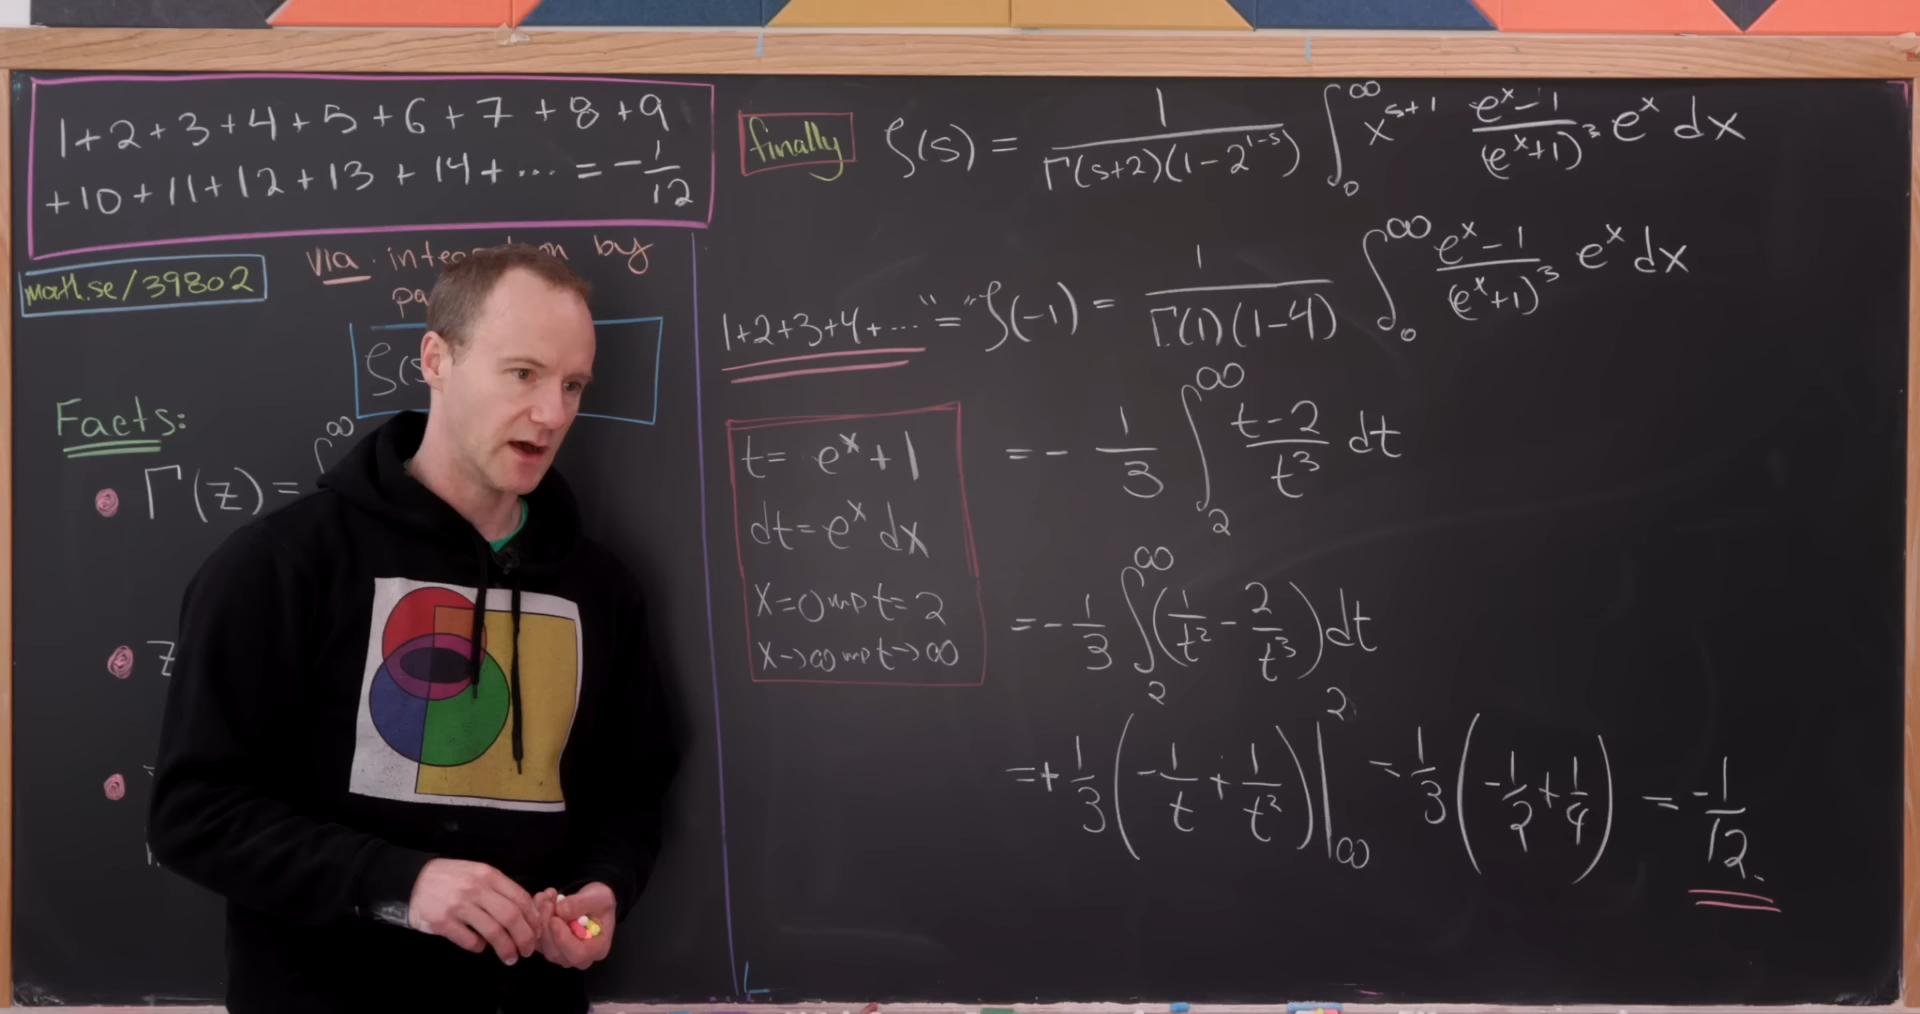 1+2+3+4+5+6+7+8+9
+10+11+12+13+14+⋯ = -1/12
math.se/39802
via integration by
ζ(s
Facts:
• Γ(z) = ∫^∞
• z
finally ζ(s) = 1/(Γ(s+2)(1-2^(1-s))) ∫_0^∞ x^(s+1) (e^x-1)/(e^x+1)^3 e^x dx
1+2+3+4+⋯ "=" ζ(-1) = 1/(Γ(1)(1-4)) ∫_0^∞ (e^x-1)/(e^x+1)^3 e^x dx
t = e^x+1
dt = e^x dx
x=0 ⇝ t=2
x→∞ ⇝ t→∞
= - 1/3 ∫_2^∞ (t-2)/t^3 dt
= - 1/3 ∫_2^∞ (1/t^2 - 2/t^3) dt
= + 1/3 (-1/t + 1/t^2) |_∞^2 = 1/3 (-1/2 + 1/4) = -1/12.